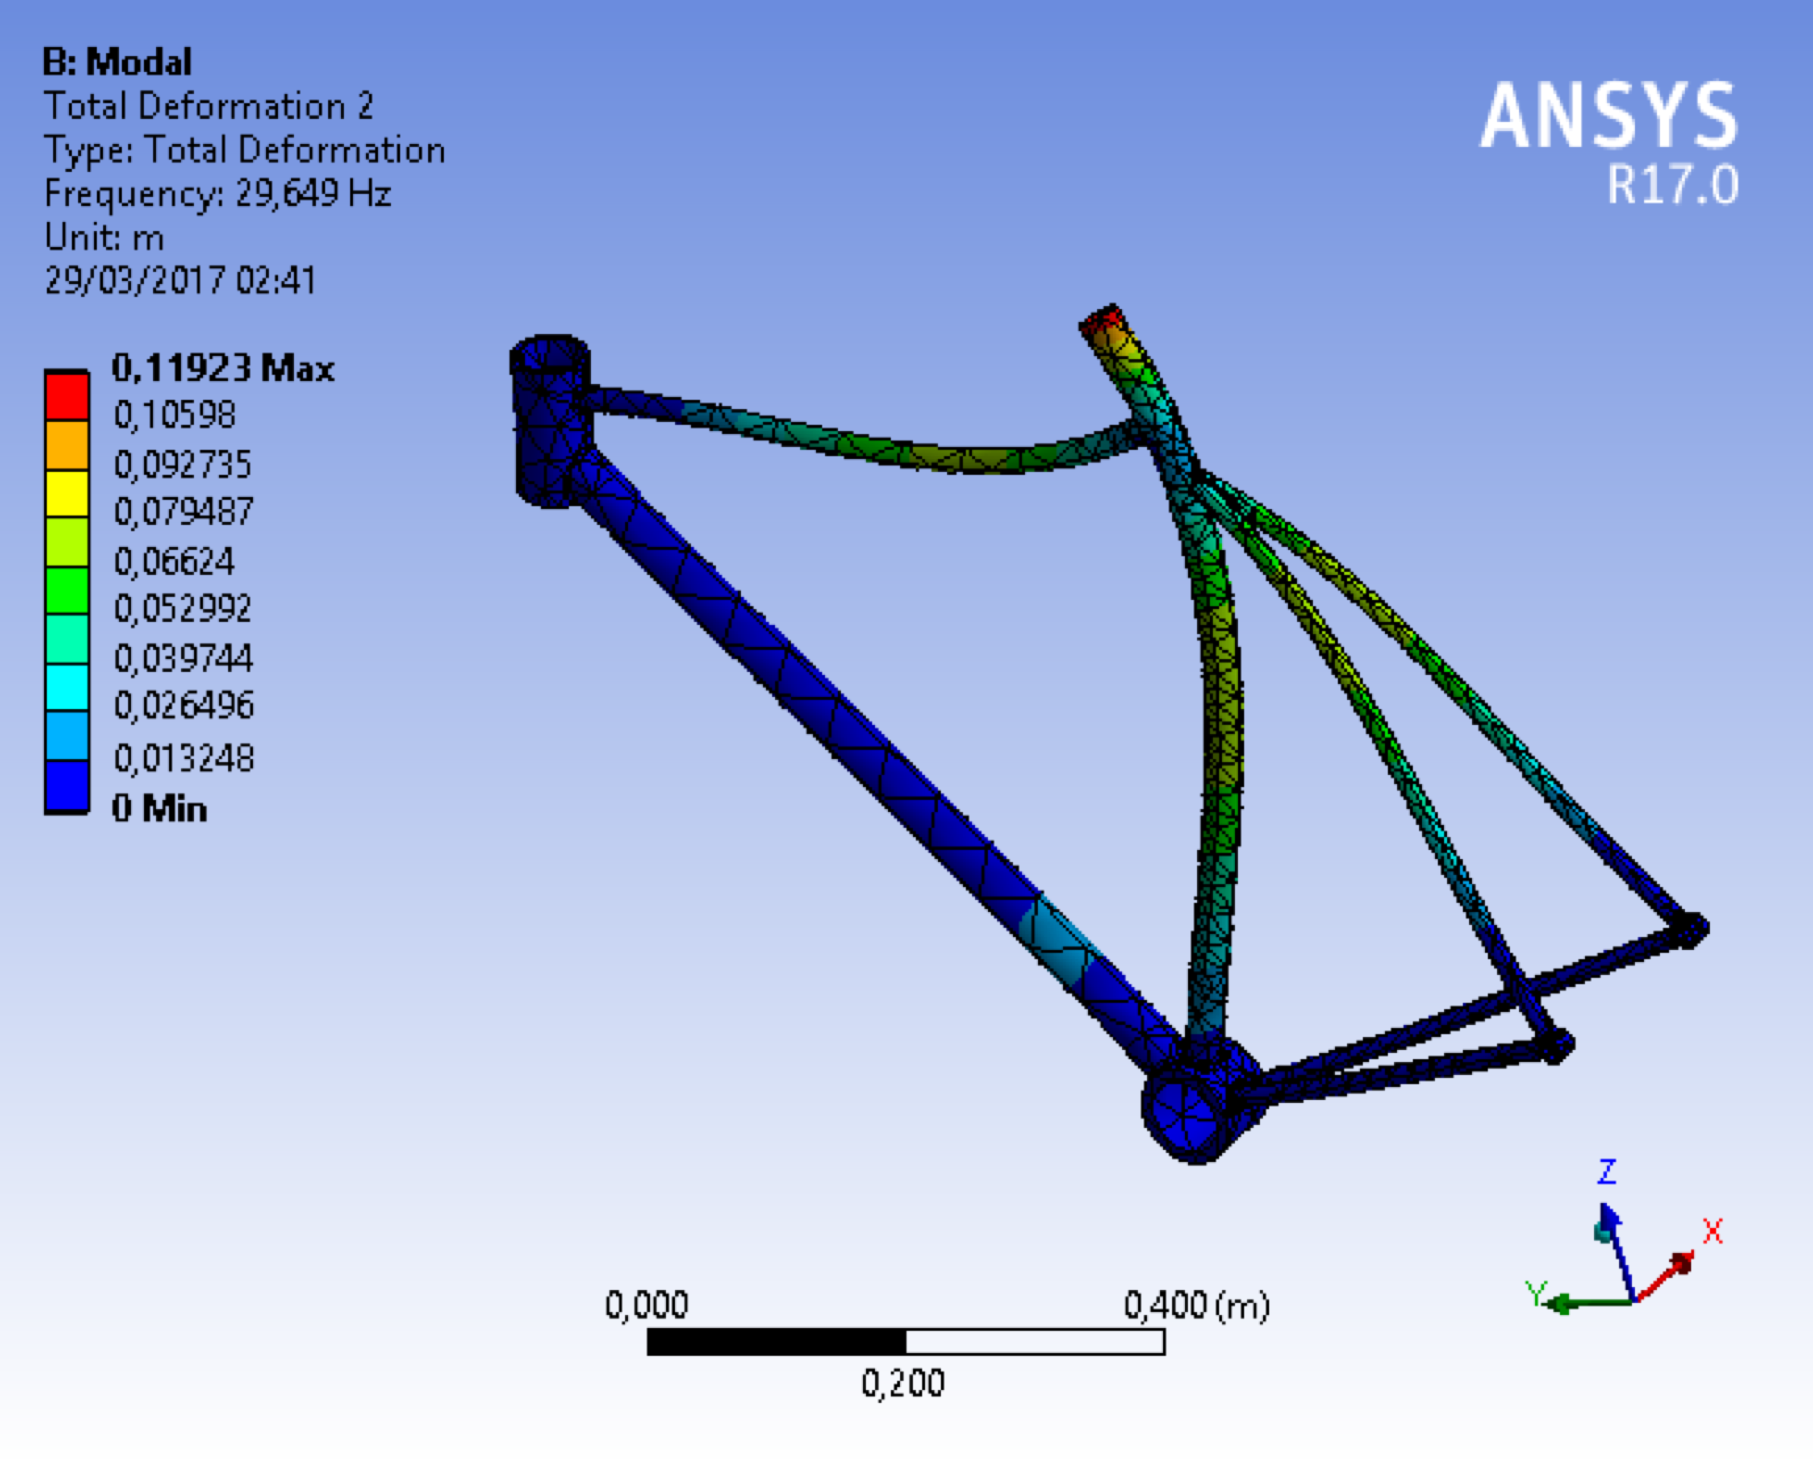 B: Modal
Total Deformation 2
Type: Total Deformation
Frequency: 29,649 Hz
Unit: m
29/03/2017 02:41
ANSYS
R17.0
0,11923 Max
0,10598
0,092735
0,079487
0,06624
0,052992
0,039744
0,026496
0,013248
0 Min
Z
X
Y
0,000
0,400 (m)
0,200